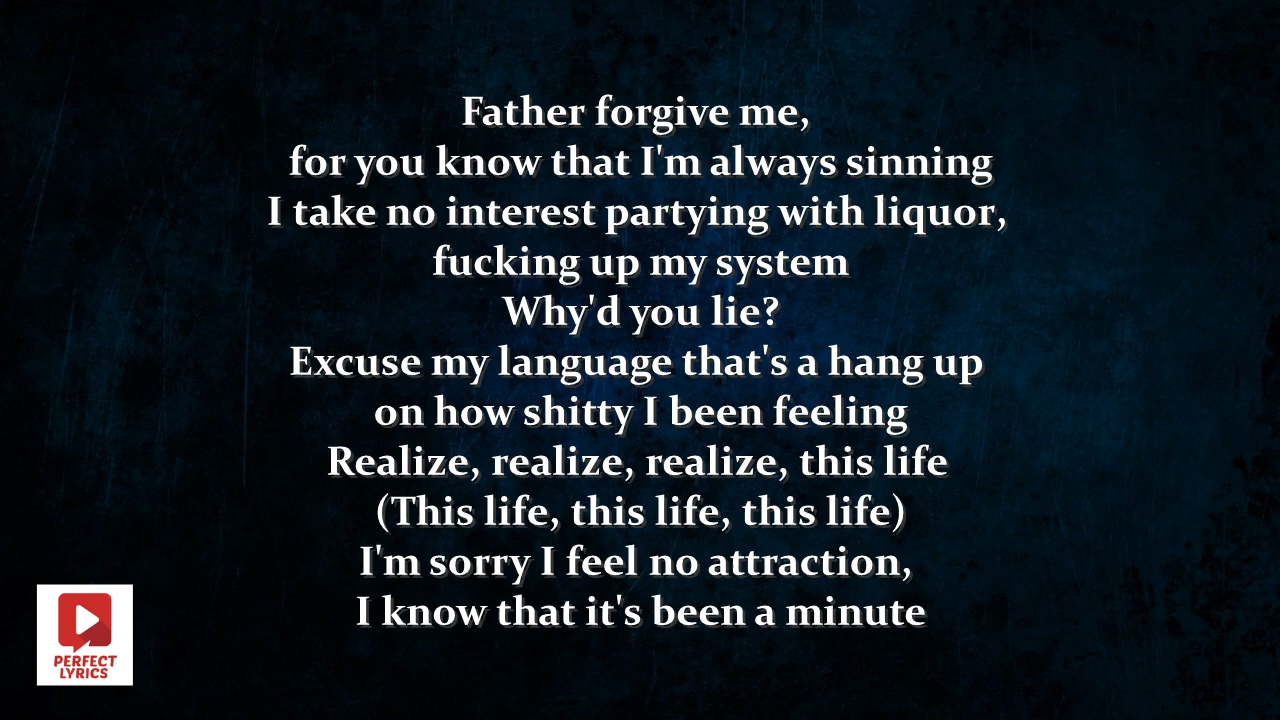 Father forgive me,
for you know that I'm always sinning
I take no interest partying with liquor,
fucking up my system
Why'd you lie?
Excuse my language that's a hang up
on how shitty I been feeling
Realize, realize, realize, this life
(This life, this life, this life)
I'm sorry I feel no attraction,
I know that it's been a minute
PERFECT
LYRICS